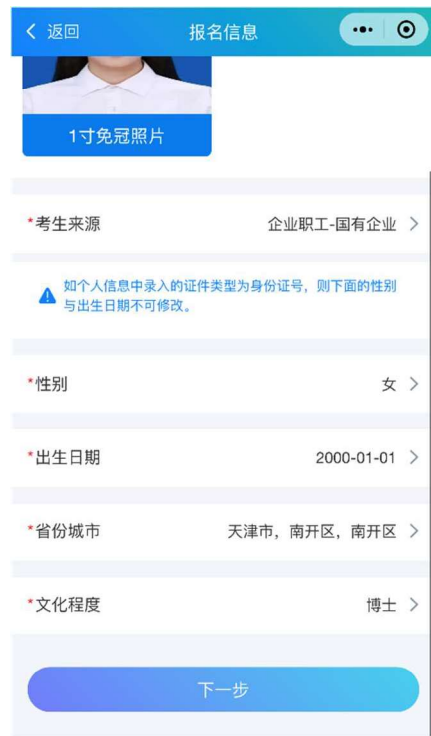 返回 报名信息
1寸免冠照片
*考生来源 企业职工-国有企业
如个人信息中录入的证件类型为身份证号，则下面的性别
与出生日期不可修改。
*性别 女
*出生日期 2000-01-01
*省份城市 天津市，南开区，南开区
*文化程度 博士
下一步